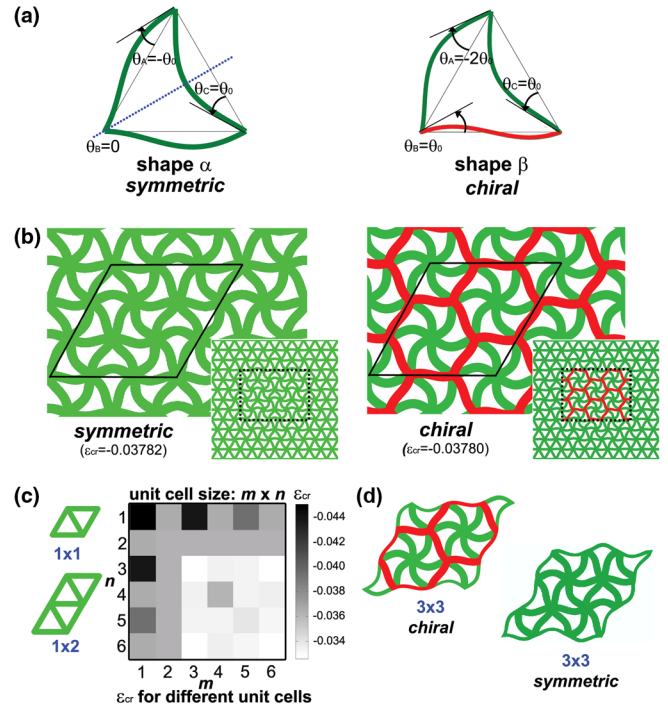 (a)
θA=-θ0
θC=θ0
θB=0
shape α
symmetric
θA=-2θ0
θC=θ0
θB=θ0
shape β
chiral
(b)
symmetric
(εcr=-0.03782)
chiral
(εcr=-0.03780)
(c)
unit cell size: m x n
εcr
1x1
1x2
n
1
2
3
4
5
6
1 2 3 4 5 6
m
-0.044
-0.042
-0.040
-0.038
-0.036
-0.034
εcr for different unit cells
(d)
3x3
chiral
3x3
symmetric